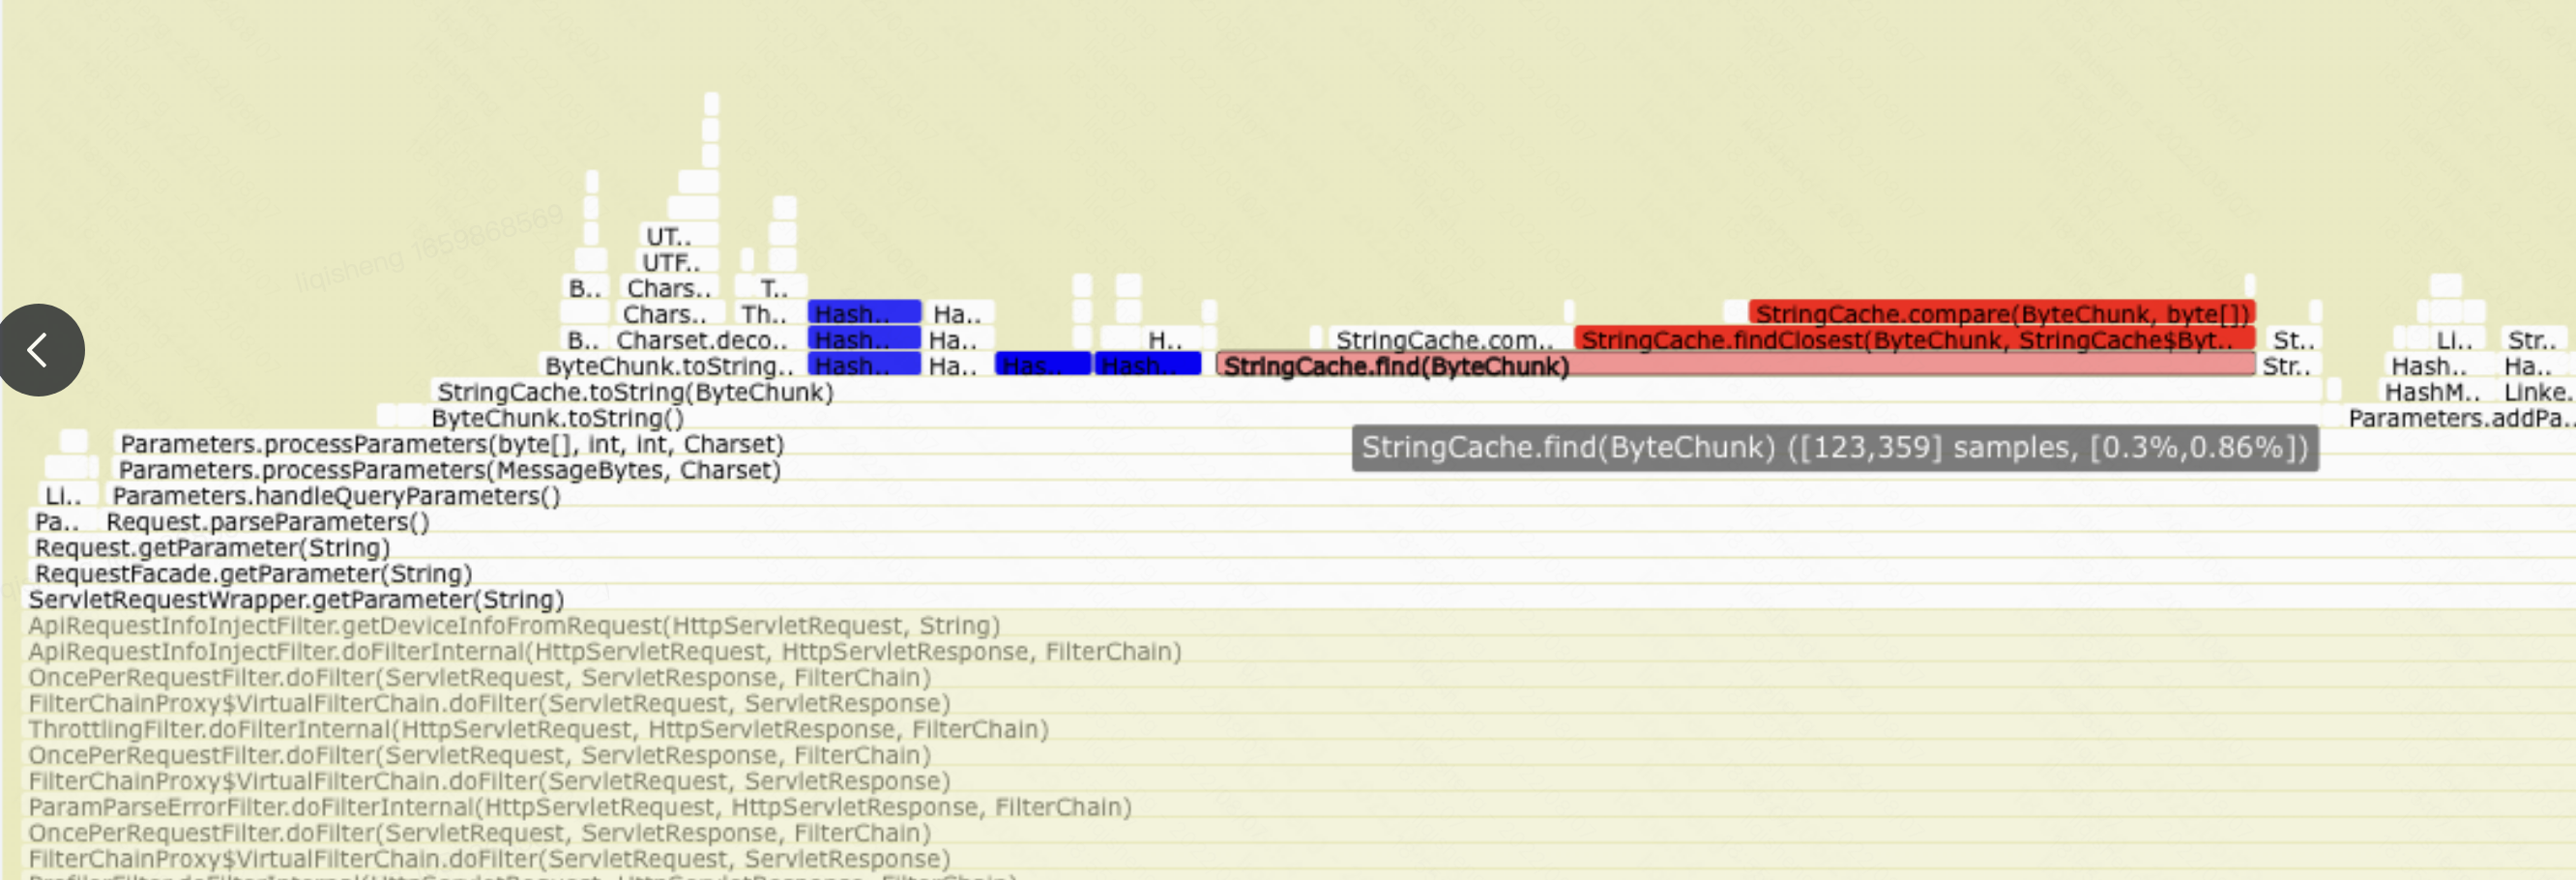 liqisheng 1659868569
UT..
UTF..
B.. Chars.. T..
Chars.. Th.. Hash.. Ha.. StringCache.compare(ByteChunk, byte[])
B.. Charset.deco.. Hash.. Ha.. H.. StringCache.com.. StringCache.findClosest(ByteChunk, StringCache$Byt.. St.. Li.. Str..
ByteChunk.toString.. Hash.. Ha.. Has.. Hash.. StringCache.find(ByteChunk) Str.. Hash.. Ha..
StringCache.toString(ByteChunk) HashM.. Linke.
ByteChunk.toString() Parameters.addPa..
Parameters.processParameters(byte[], int, int, Charset)
StringCache.find(ByteChunk) ([123,359] samples, [0.3%,0.86%])
Parameters.processParameters(MessageBytes, Charset)
Li.. Parameters.handleQueryParameters()
Pa.. Request.parseParameters()
Request.getParameter(String)
RequestFacade.getParameter(String)
ServletRequestWrapper.getParameter(String)
ApiRequestInfoInjectFilter.getDeviceInfoFromRequest(HttpServletRequest, String)
ApiRequestInfoInjectFilter.doFilterInternal(HttpServletRequest, HttpServletResponse, FilterChain)
OncePerRequestFilter.doFilter(ServletRequest, ServletResponse, FilterChain)
FilterChainProxy$VirtualFilterChain.doFilter(ServletRequest, ServletResponse)
ThrottlingFilter.doFilterInternal(HttpServletRequest, HttpServletResponse, FilterChain)
OncePerRequestFilter.doFilter(ServletRequest, ServletResponse, FilterChain)
FilterChainProxy$VirtualFilterChain.doFilter(ServletRequest, ServletResponse)
ParamParseErrorFilter.doFilterInternal(HttpServletRequest, HttpServletResponse, FilterChain)
OncePerRequestFilter.doFilter(ServletRequest, ServletResponse, FilterChain)
FilterChainProxy$VirtualFilterChain.doFilter(ServletRequest, ServletResponse)